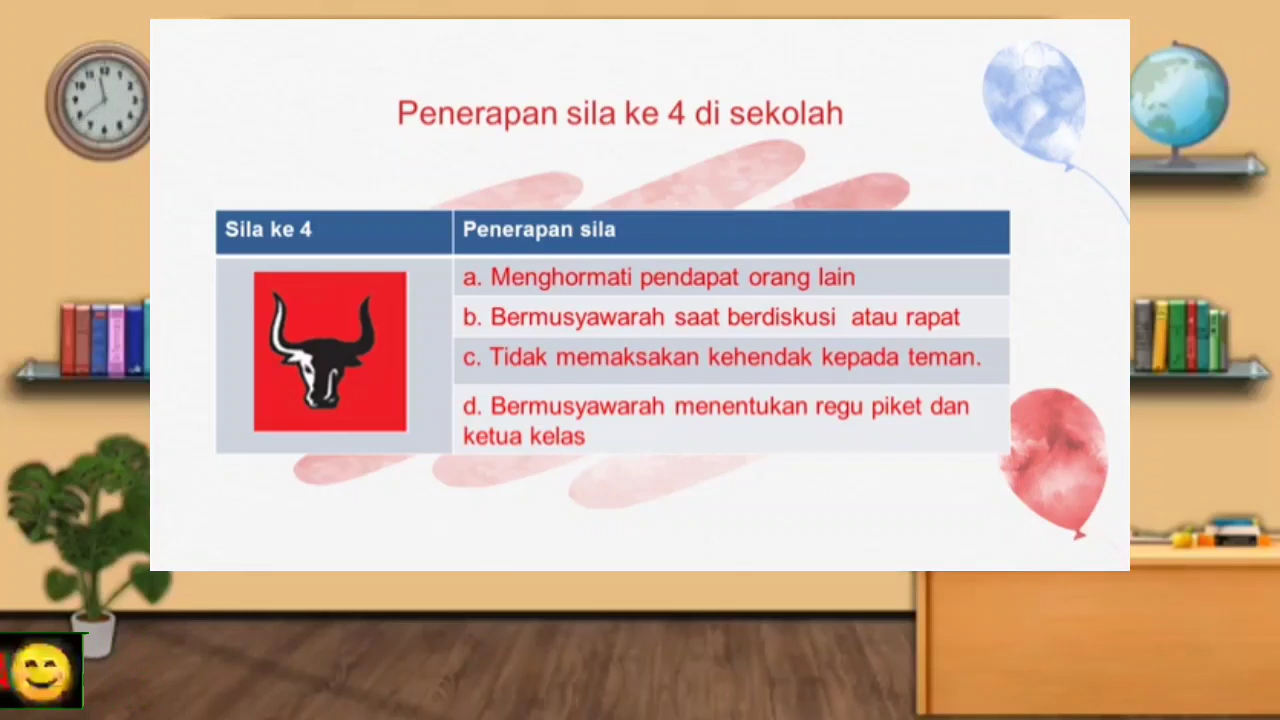 Penerapan sila ke 4 di sekolah
Sila ke 4
Penerapan sila
a. Menghormati pendapat orang lain
b. Bermusyawarah saat berdiskusi atau rapat
c. Tidak memaksakan kehendak kepada teman.
d. Bermusyawarah menentukan regu piket dan
ketua kelas